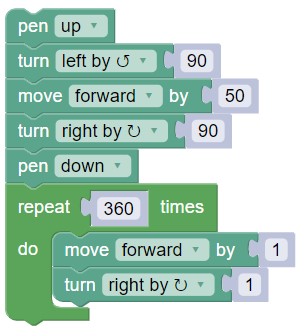 pen up
turn left by ↺ 90
move forward by 50
turn right by ↻ 90
pen down
repeat 360 times
do move forward by 1
turn right by ↻ 1